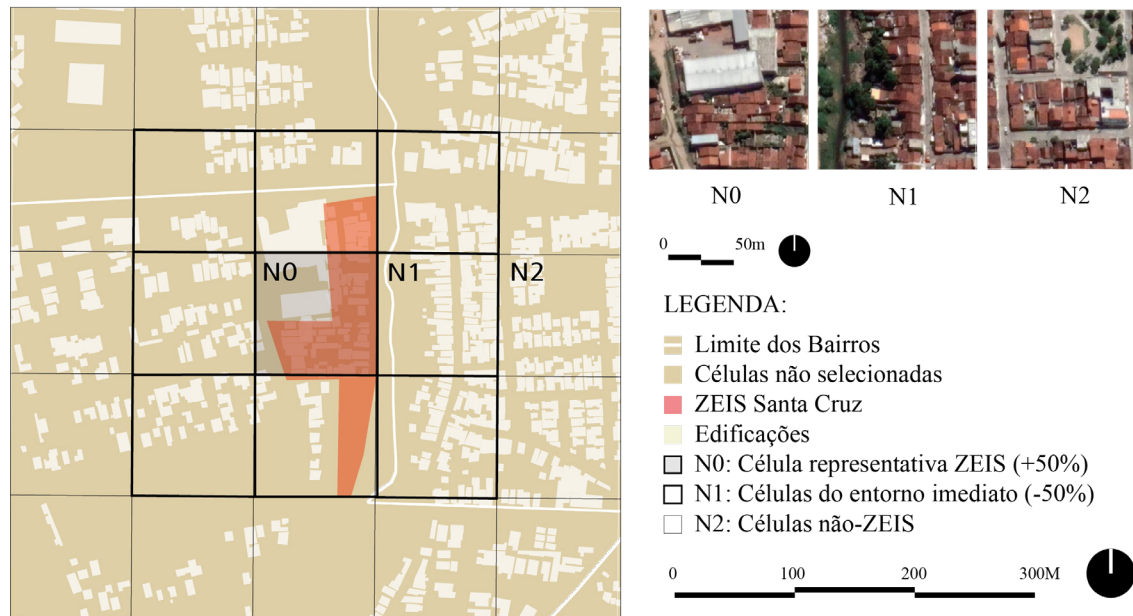 N0
N1
N2
N0
N1
N2
0
50m
LEGENDA:
Limite dos Bairros
Células não selecionadas
ZEIS Santa Cruz
Edificações
N0: Célula representativa ZEIS (+50%)
N1: Células do entorno imediato (-50%)
N2: Células não-ZEIS
0
100
200
300M